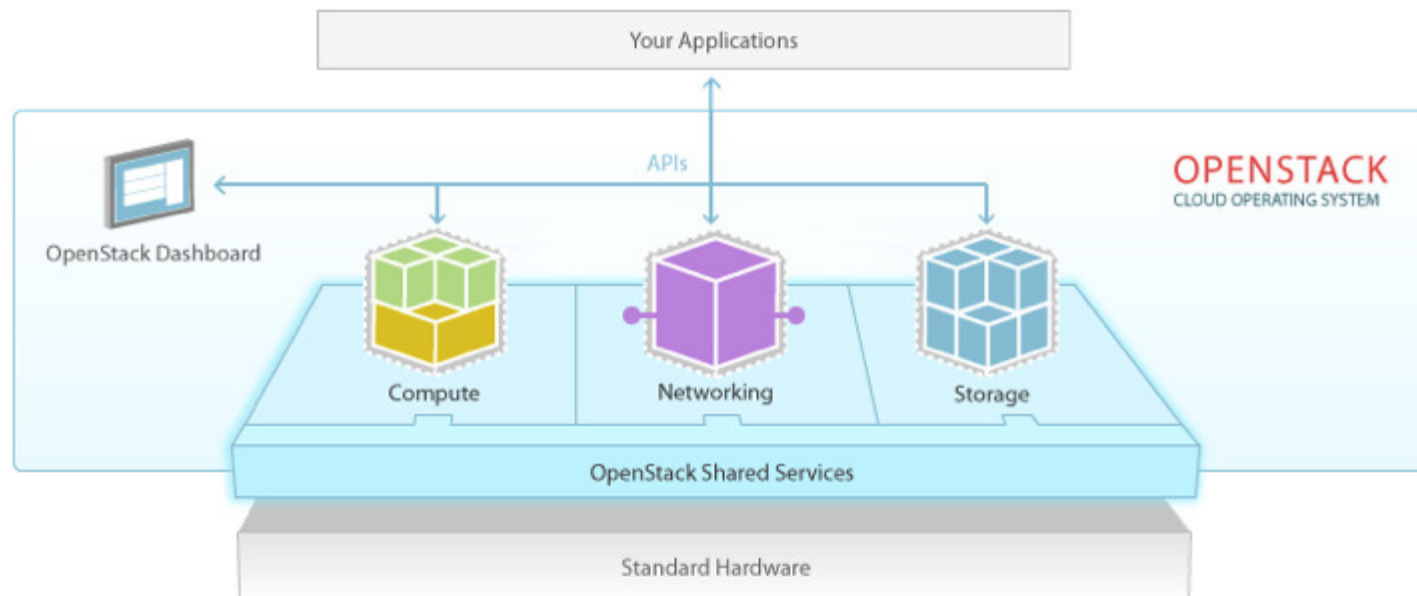 Your Applications
APIs
OPENSTACK
CLOUD OPERATING SYSTEM
OpenStack Dashboard
Compute
Networking
Storage
OpenStack Shared Services
Standard Hardware